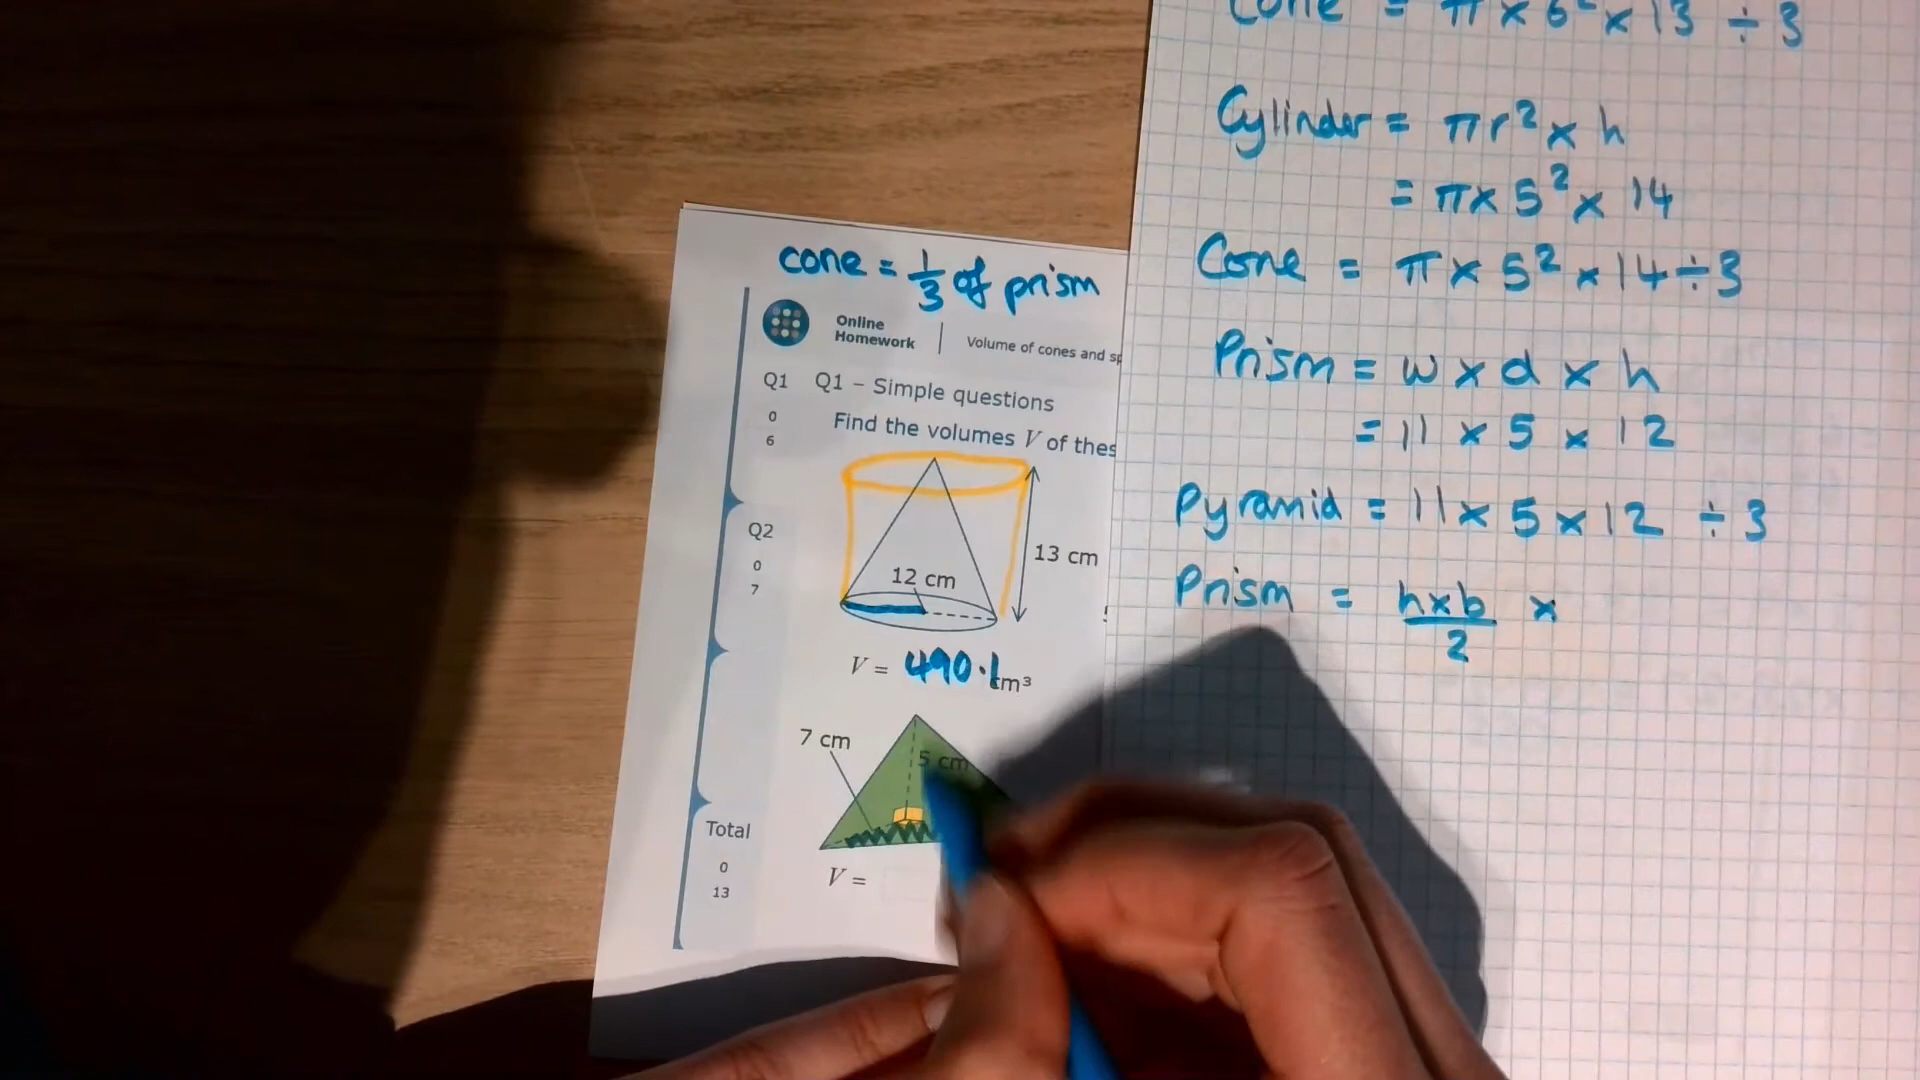 Cone = π × 6² × 13 ÷ 3
Cylinder = πr² × h
= π × 5² × 14
Cone = π × 5² × 14 ÷ 3
Prism = w × d × h
= 11 × 5 × 12
Pyramid = 11 × 5 × 12 ÷ 3
Prism = h×b/2 ×
cone = 1/3 of prism
Online
Homework
Volume of cones and sp
Q1
0
6
Q1 – Simple questions
Find the volumes V of thes
13 cm
12 cm
V = 490.1cm³
Q2
0
7
7 cm
5 cm
V =
Total
0
13